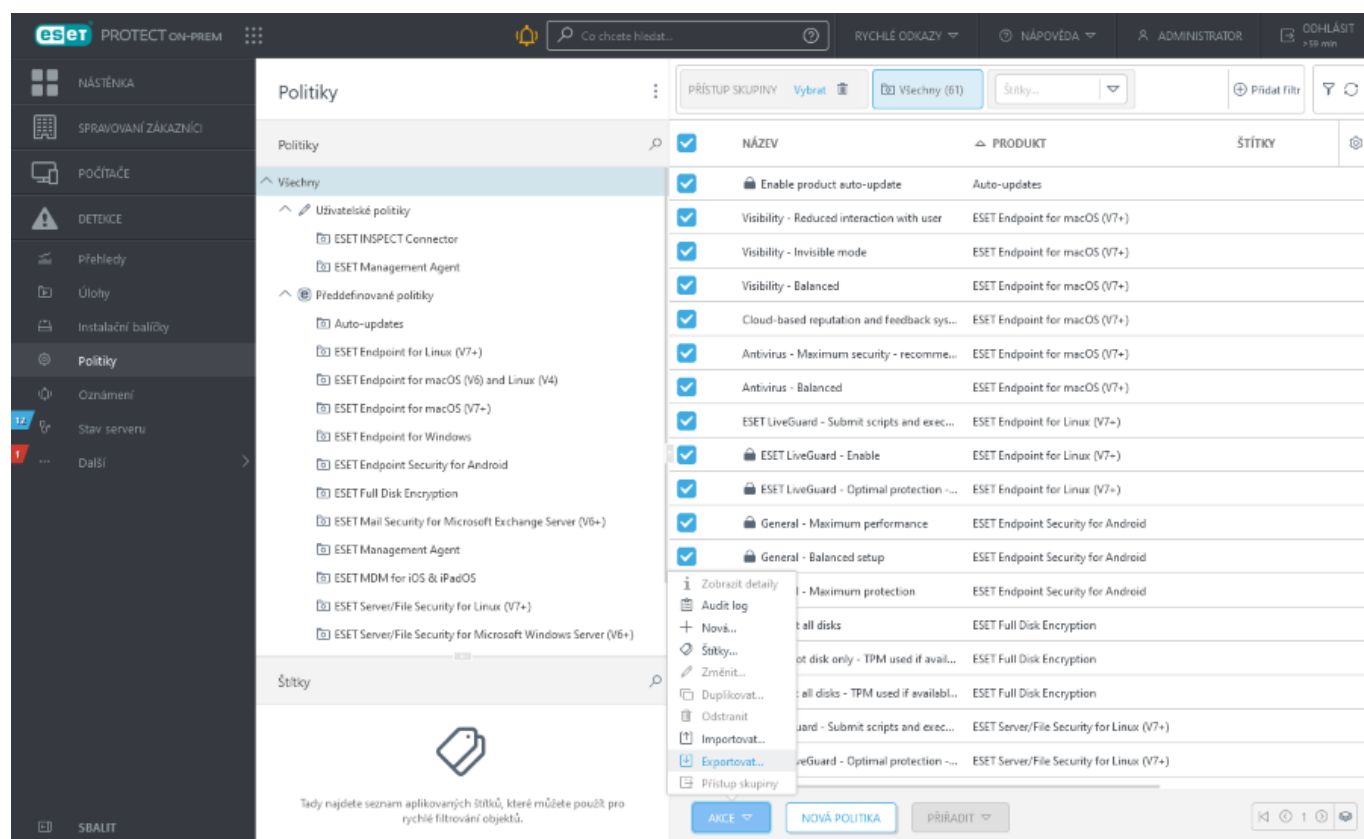 eset PROTECT ON-PREM
Co chcete hledat...
RYCHLÉ ODKAZY
NÁPOVĚDA
ADMINISTRATOR
ODHLÁSIT
>59 min
NÁSTĚNKA
SPRAVOVANÍ ZÁKAZNÍCI
POČÍTAČE
DETEKCE
Přehledy
Úlohy
Instalační balíčky
Politiky
Oznámení
12
Stav serveru
1
Další
SBALIT
Politiky
Politiky
Všechny
Uživatelské politiky
ESET INSPECT Connector
ESET Management Agent
Předdefinované politiky
Auto-updates
ESET Endpoint for Linux (V7+)
ESET Endpoint for macOS (V6) and Linux (V4)
ESET Endpoint for macOS (V7+)
ESET Endpoint for Windows
ESET Endpoint Security for Android
ESET Full Disk Encryption
ESET Mail Security for Microsoft Exchange Server (V6+)
ESET Management Agent
ESET MDM for iOS & iPadOS
ESET Server/File Security for Linux (V7+)
ESET Server/File Security for Microsoft Windows Server (V6+)
Štítky
Tady najdete seznam aplikovaných štítků, které můžete použít pro
rychlé filtrování objektů.
PŘÍSTUP SKUPINY Vybrat
Všechny (61)
Štítky...
Přidat filtr
NÁZEV PRODUKT ŠTÍTKY
Enable product auto-update Auto-updates
Visibility - Reduced interaction with user ESET Endpoint for macOS (V7+)
Visibility - Invisible mode ESET Endpoint for macOS (V7+)
Visibility - Balanced ESET Endpoint for macOS (V7+)
Cloud-based reputation and feedback sys... ESET Endpoint for macOS (V7+)
Antivirus - Maximum security - recomme... ESET Endpoint for macOS (V7+)
Antivirus - Balanced ESET Endpoint for macOS (V7+)
ESET LiveGuard - Submit scripts and exec... ESET Endpoint for Linux (V7+)
ESET LiveGuard - Enable ESET Endpoint for Linux (V7+)
ESET LiveGuard - Optimal protection -... ESET Endpoint for Linux (V7+)
General - Maximum performance ESET Endpoint Security for Android
General - Balanced setup ESET Endpoint Security for Android
l - Maximum protection ESET Endpoint Security for Android
t all disks ESET Full Disk Encryption
ot disk only - TPM used if avail... ESET Full Disk Encryption
all disks - TPM used if availabl... ESET Full Disk Encryption
uard - Submit scripts and exec... ESET Server/File Security for Linux (V7+)
veGuard - Optimal protection -... ESET Server/File Security for Linux (V7+)
Zobrazit detaily
Audit log
Nová...
Štítky...
Změnit...
Duplikovat...
Odstranit
Importovat...
Exportovat...
Přístup skupiny
AKCE
NOVÁ POLITIKA
PŘIŘADIT
1